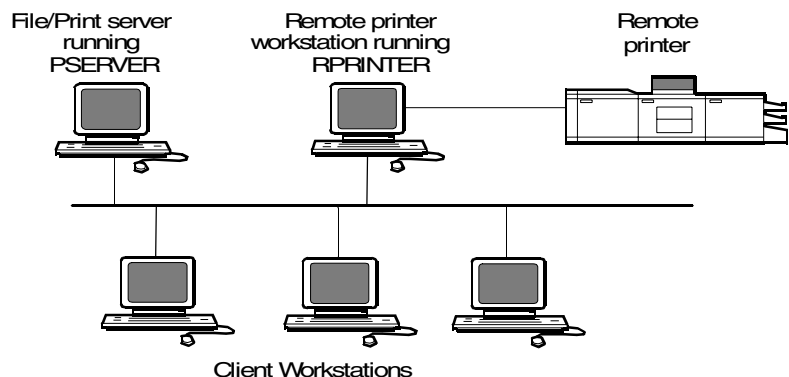 File/Print server
running
PSERVER
Remote printer
workstation running
RPRINTER
Remote
printer
Client Workstations